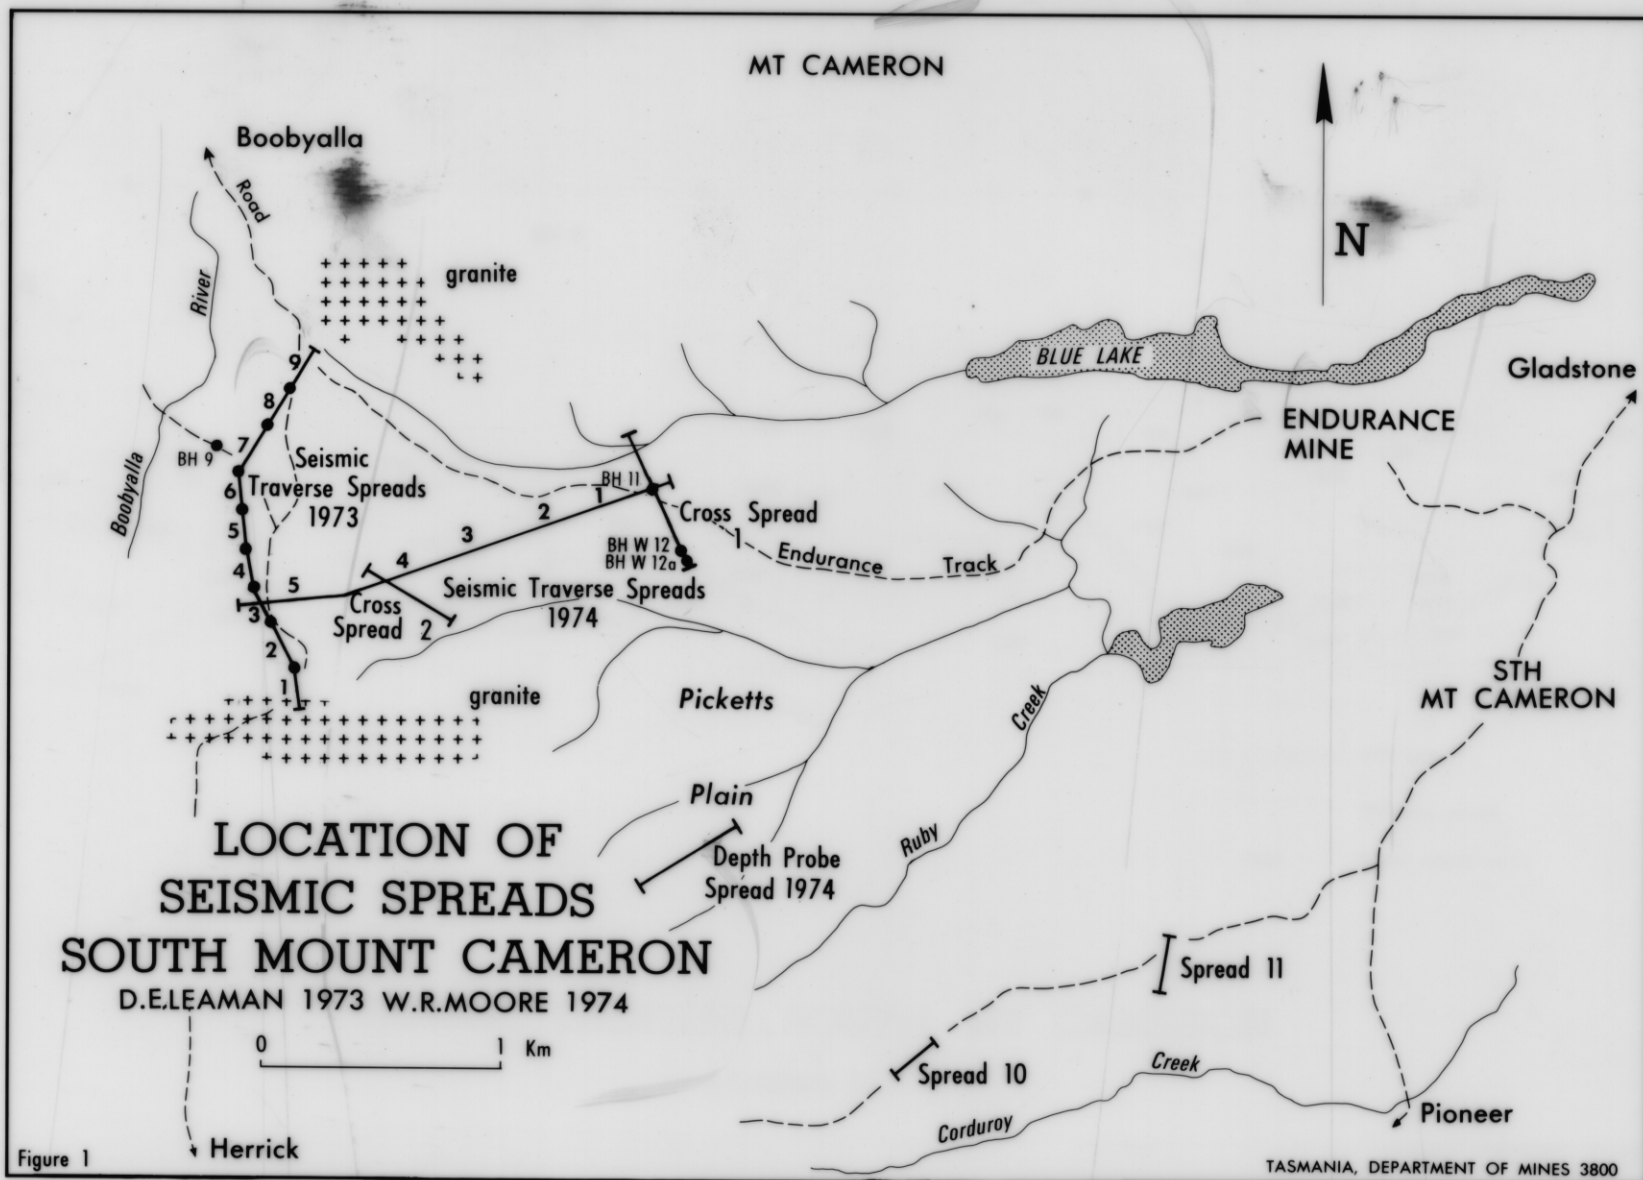 MT CAMERON
Boobyalla
Road
River
Boobyalla
N
granite
BLUE LAKE
Gladstone
ENDURANCE
MINE
9
8
7
6
5
4
3
2
1
BH 9
Seismic
Traverse Spreads
1973
BH 11
1
2
3
4
5
Cross Spread
1
BH W 12
BH W 12a
Endurance Track
Seismic Traverse Spreads
1974
Cross
Spread 2
granite
Picketts
Plain
Creek
Ruby
STH
MT CAMERON
Depth Probe
Spread 1974
LOCATION OF
SEISMIC SPREADS
SOUTH MOUNT CAMERON
D.E.LEAMAN 1973 W.R.MOORE 1974
0 1 Km
Spread 11
Spread 10
Creek
Corduroy
Pioneer
Herrick
Figure 1
TASMANIA, DEPARTMENT OF MINES 3800